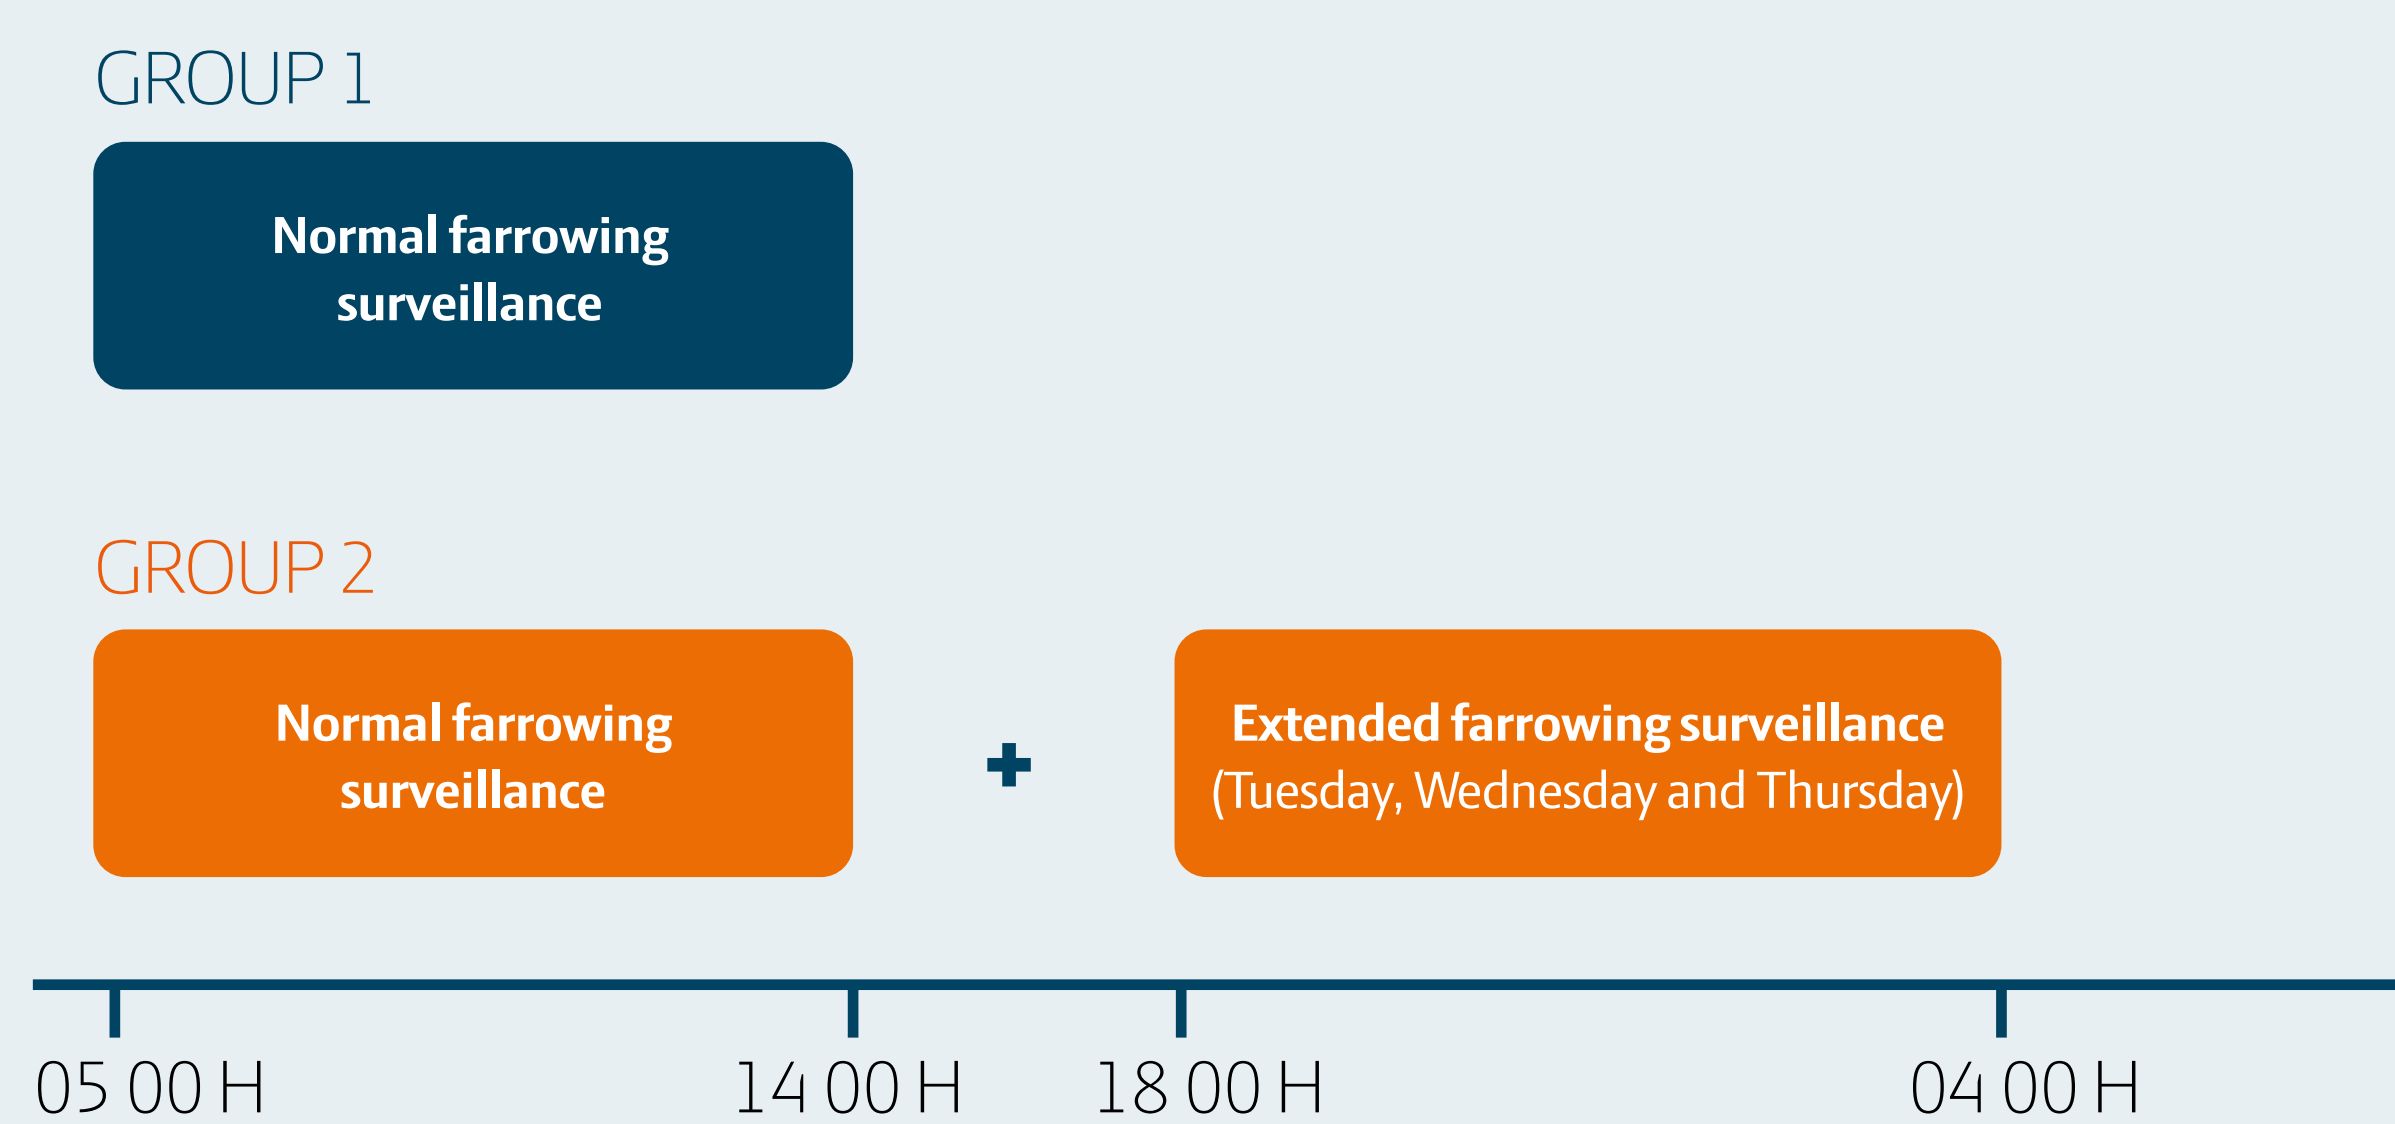 GROUP 1
Normal farrowing
surveillance
GROUP 2
Normal farrowing
surveillance
+
Extended farrowing surveillance
(Tuesday, Wednesday and Thursday)
05 00 H
14 00 H
18 00 H
04 00 H